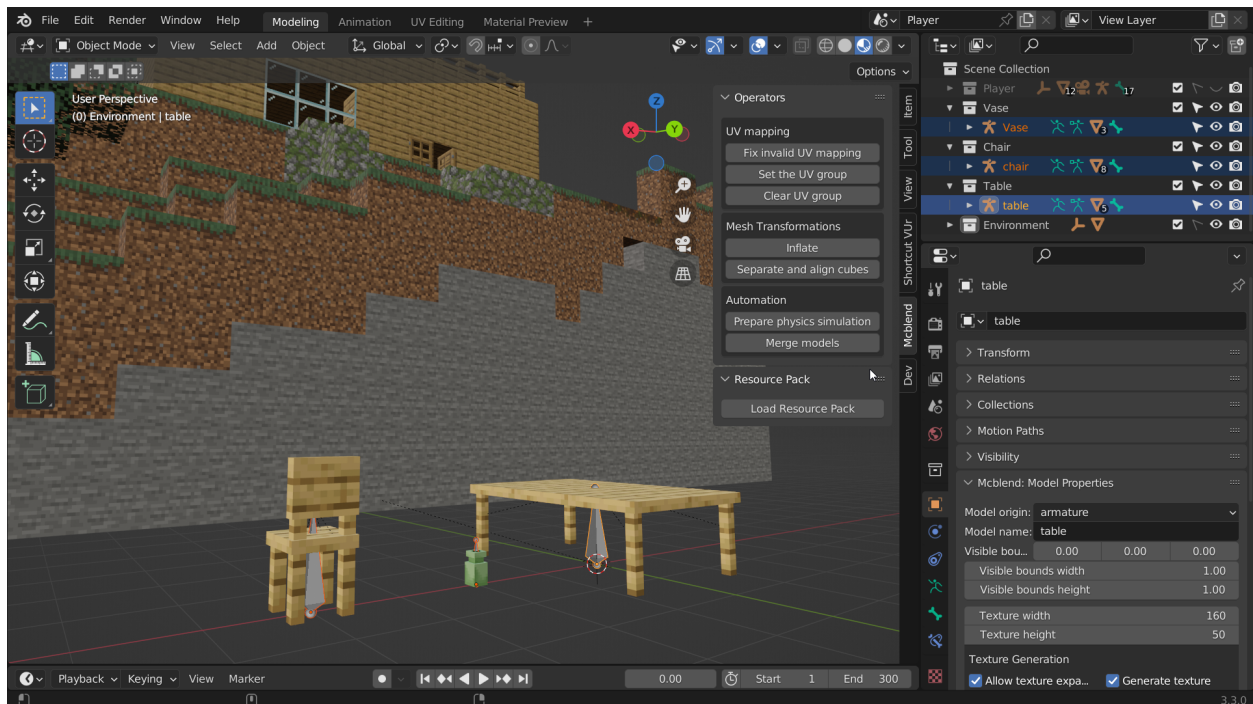 File Edit Render Window Help Modeling Animation UV Editing Material Preview + Player View Layer
Object Mode View Select Add Object Global
Options
User Perspective
(0) Environment | table
Z
X
Y
Operators
UV mapping
Fix invalid UV mapping
Set the UV group
Clear UV group
Mesh Transformations
Inflate
Separate and align cubes
Automation
Prepare physics simulation
Merge models
Resource Pack
Load Resource Pack
Item
Tool
View
Shortcut VUr
Mcblend
Dev
Scene Collection
Player 12 17
Vase
Vase 3
Chair
chair 8
Table
table 5
Environment
table
table
Transform
Relations
Collections
Motion Paths
Visibility
Mcblend: Model Properties
Model origin: armature
Model name: table
Visible bou... 0.00 0.00 0.00
Visible bounds width 1.00
Visible bounds height 1.00
Texture width 160
Texture height 50
Texture Generation
Allow texture expa... Generate texture
Playback Keying View Marker 0.00 Start 1 End 300
3.3.0